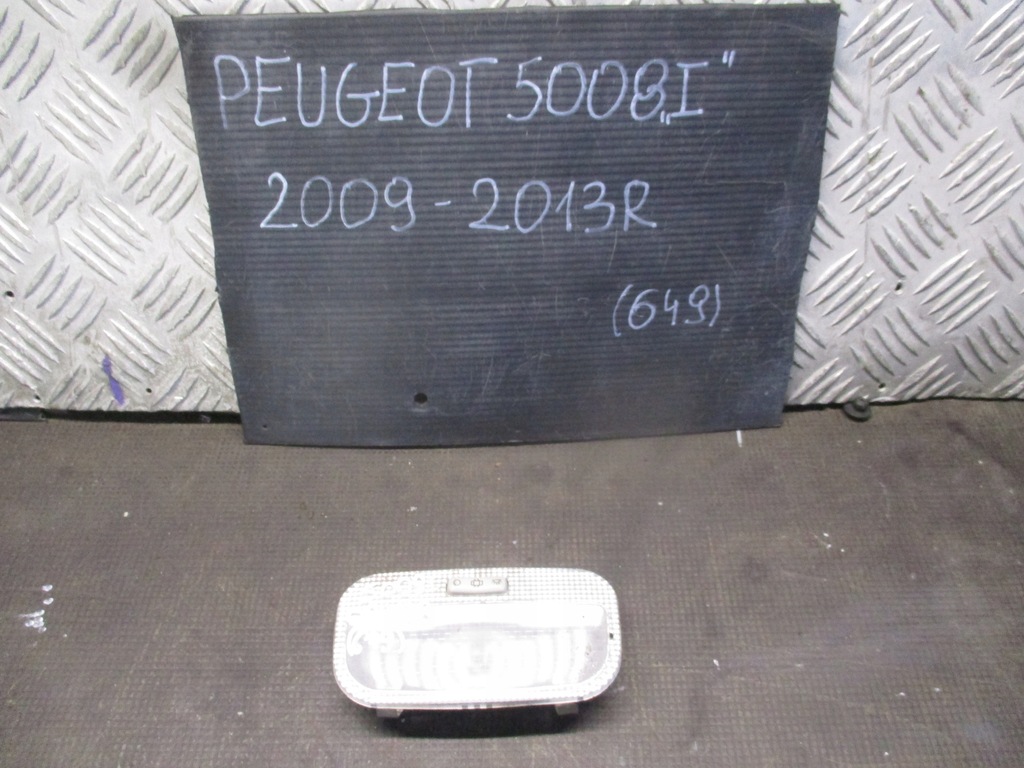 PEUGEOT 5008 „I”
2009-2013R
(649)